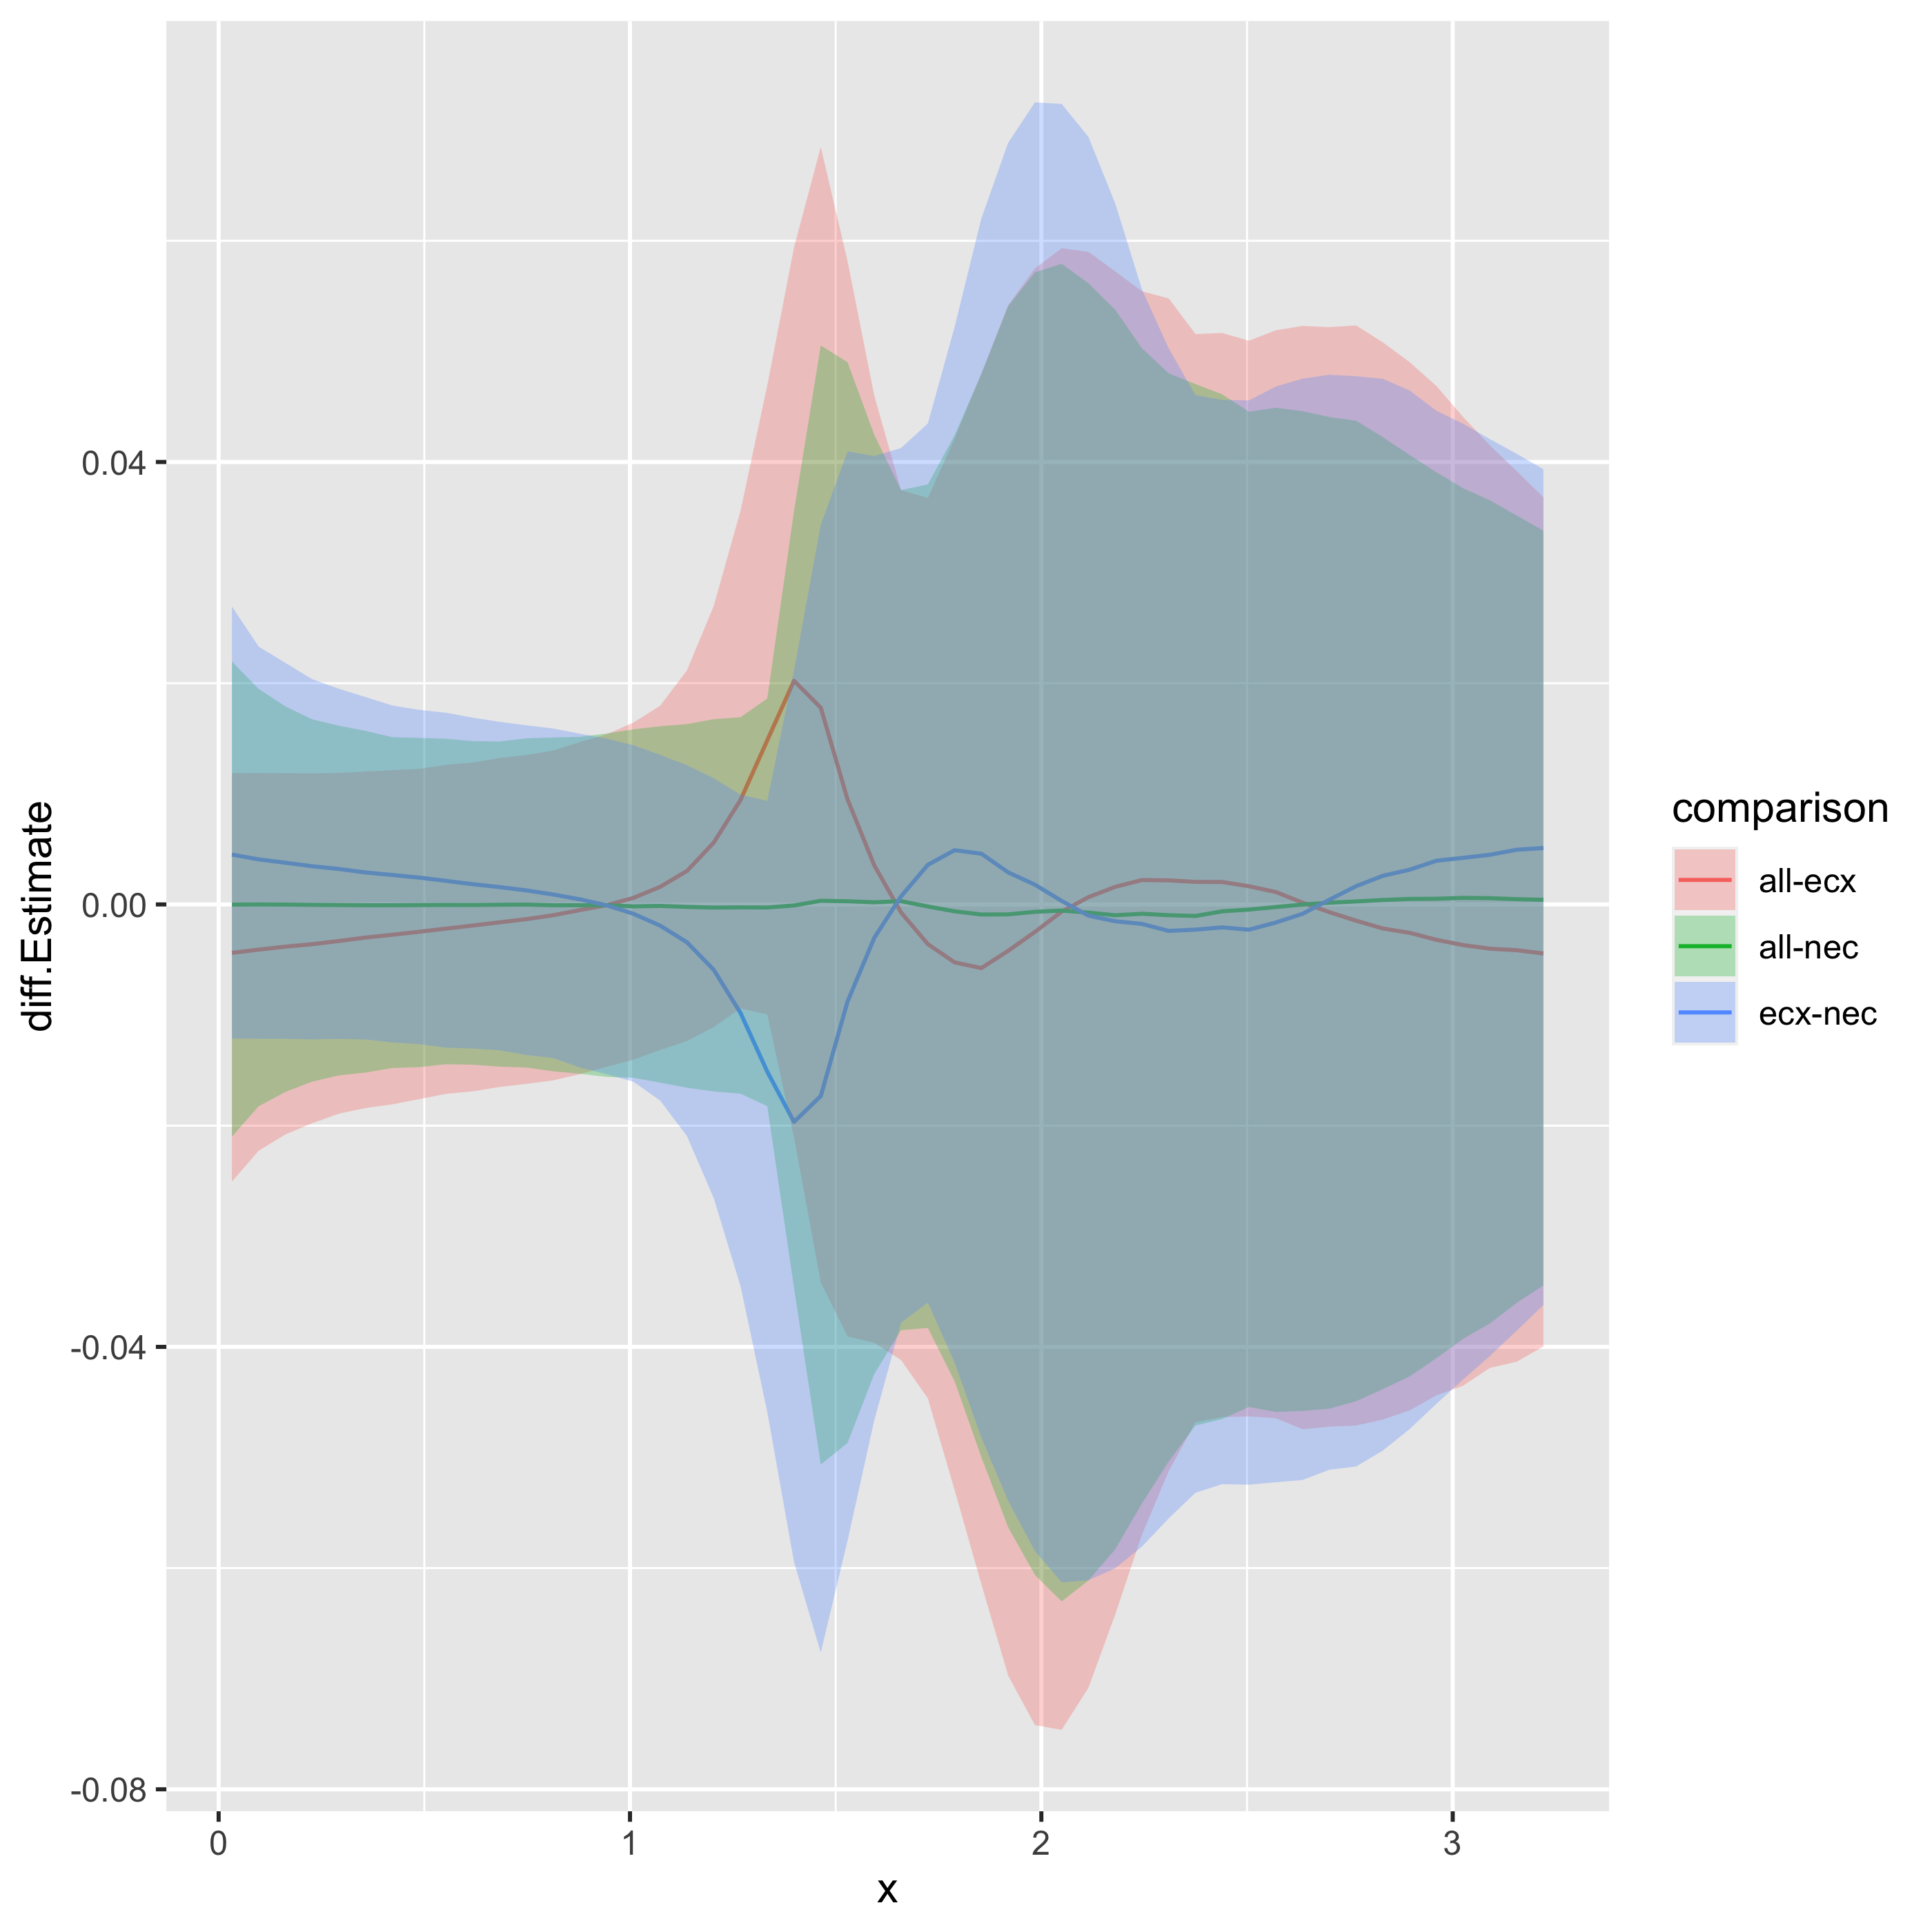 diff.Estimate
0.04
0.00
-0.04
-0.08
0 1 2 3
x
comparison
all-ecx
all-nec
ecx-nec